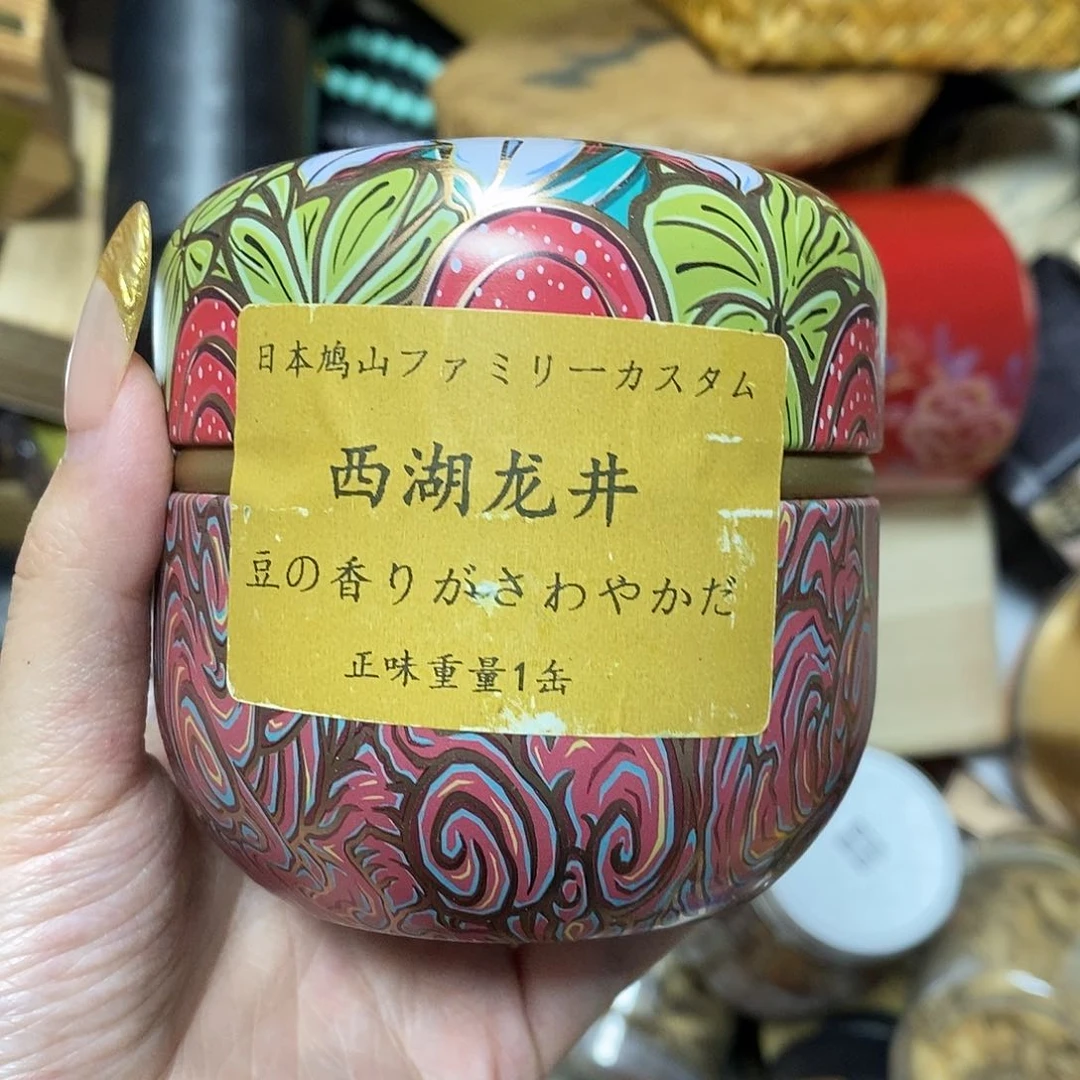 日本鳩山ファミリーカスタム
西湖龙井
豆の香りがさわやかだ
正味重量1缶